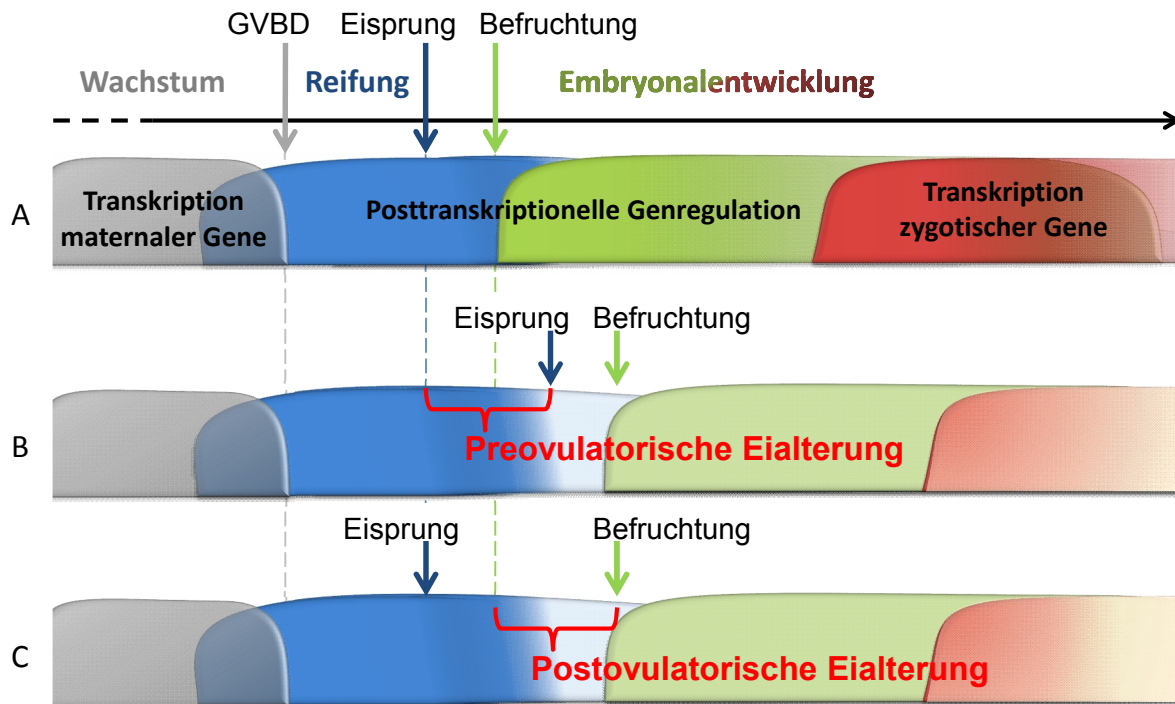 GVBD Eisprung Befruchtung
Wachstum Reifung Embryonalentwicklung
A
Transkription
maternaler Gene
Posttranskriptionelle Genregulation
Transkription
zygotischer Gene
Eisprung Befruchtung
B
Preovulatorische Eialterung
Eisprung Befruchtung
C
Postovulatorische Eialterung